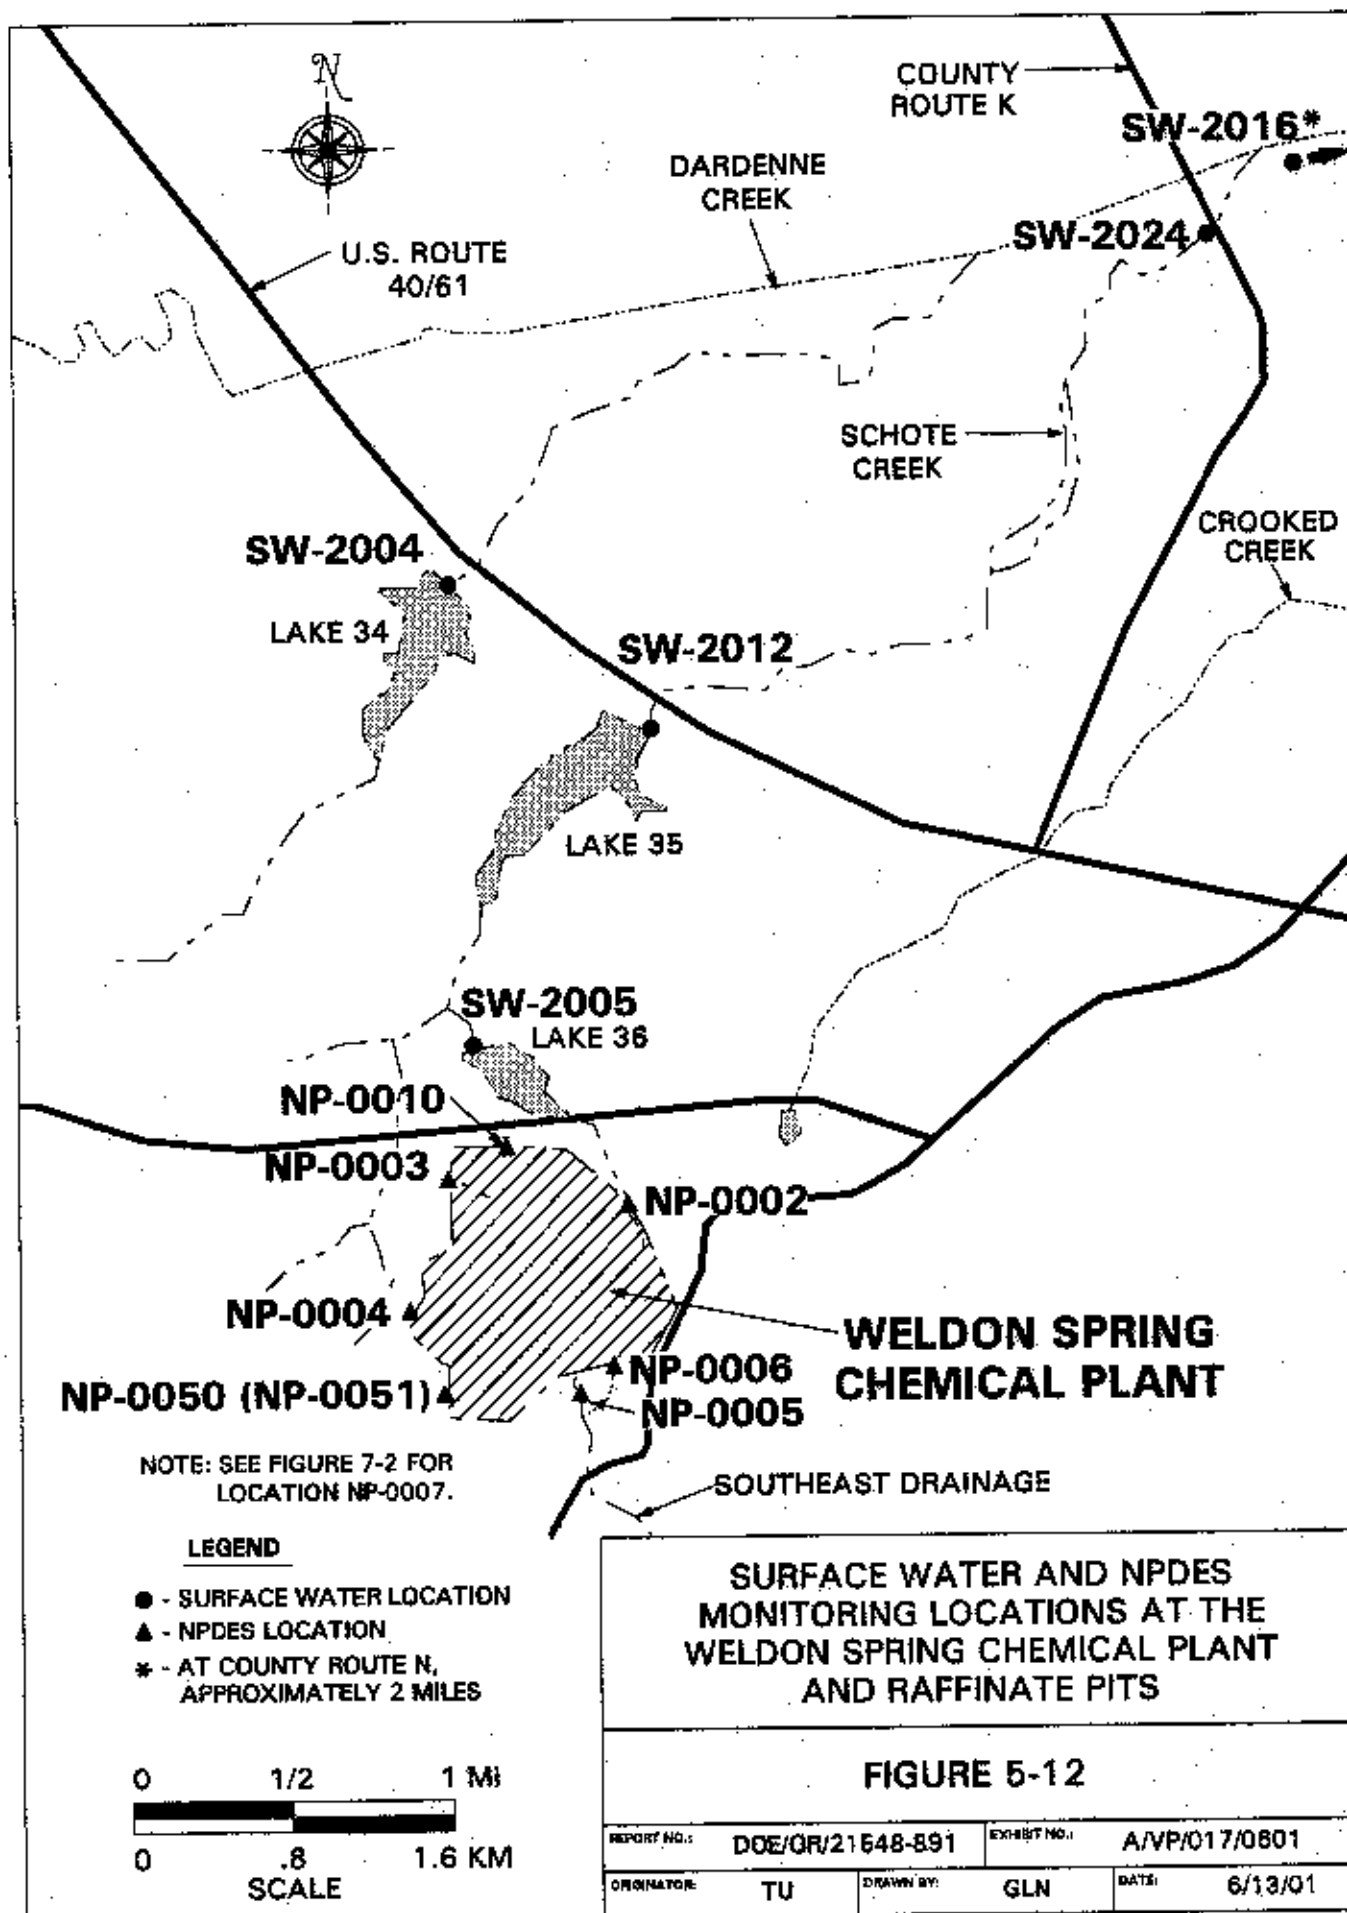 N
COUNTY
ROUTE K
SW-2016*
DARDENNE
CREEK
SW-2024
U.S. ROUTE
40/61
SCHOTE
CREEK
CROOKED
CREEK
SW-2004
LAKE 34
SW-2012
LAKE 35
SW-2005
LAKE 36
NP-0010
NP-0003
NP-0002
NP-0004
WELDON SPRING
CHEMICAL PLANT
NP-0006
NP-0050 (NP-0051)
NP-0005
NOTE: SEE FIGURE 7-2 FOR
LOCATION NP-0007.
SOUTHEAST DRAINAGE
LEGEND
● - SURFACE WATER LOCATION
▲ - NPDES LOCATION
* - AT COUNTY ROUTE N,
APPROXIMATELY 2 MILES
0 1/2 1 MI
0 .8 1.6 KM
SCALE
SURFACE WATER AND NPDES
MONITORING LOCATIONS AT THE
WELDON SPRING CHEMICAL PLANT
AND RAFFINATE PITS
FIGURE 5-12
REPORT NO.: DOE/OR/21548-891 EXHIBIT NO.: A/VP/017/0601
ORIGINATOR: TU DRAWN BY: GLN DATE: 6/13/01